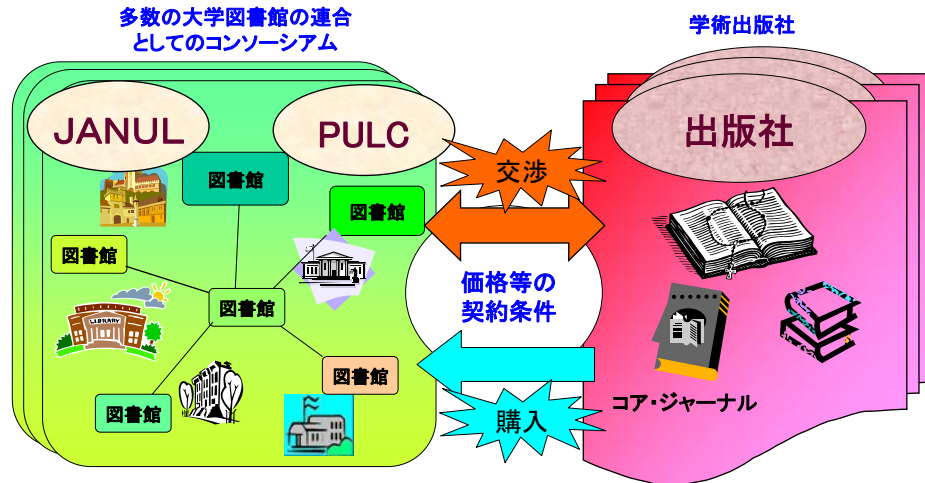 多数の大学図書館の連合
としてのコンソーシアム
学術出版社
JANUL
PULC
出版社
交渉
図書館
図書館
図書館
図書館
価格等の
契約条件
LIBRARY
図書館
図書館
コア・ジャーナル
購入